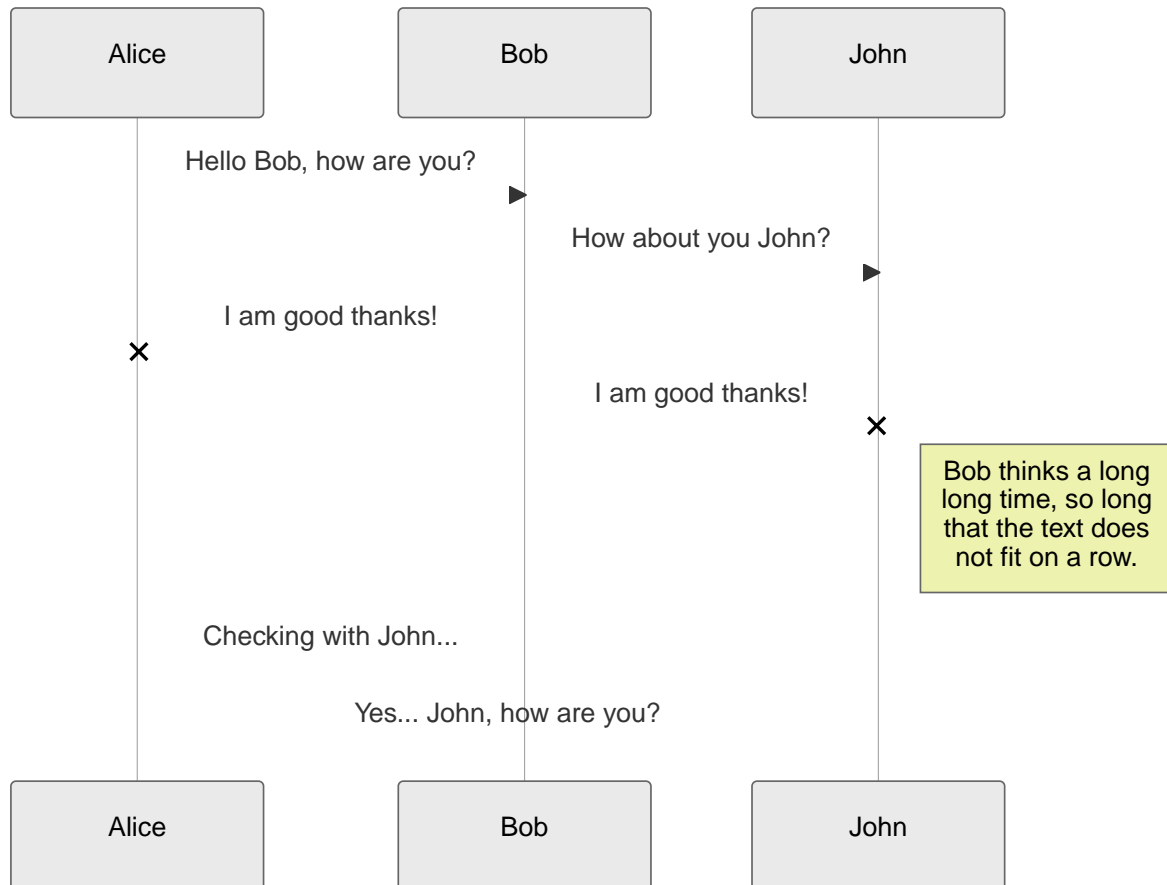 Alice
Bob
John
Hello Bob, how are you?
How about you John?
I am good thanks!
I am good thanks!
Bob thinks a long
long time, so long
that the text does
not fit on a row.
Checking with John...
Yes... John, how are you?
Alice
Bob
John